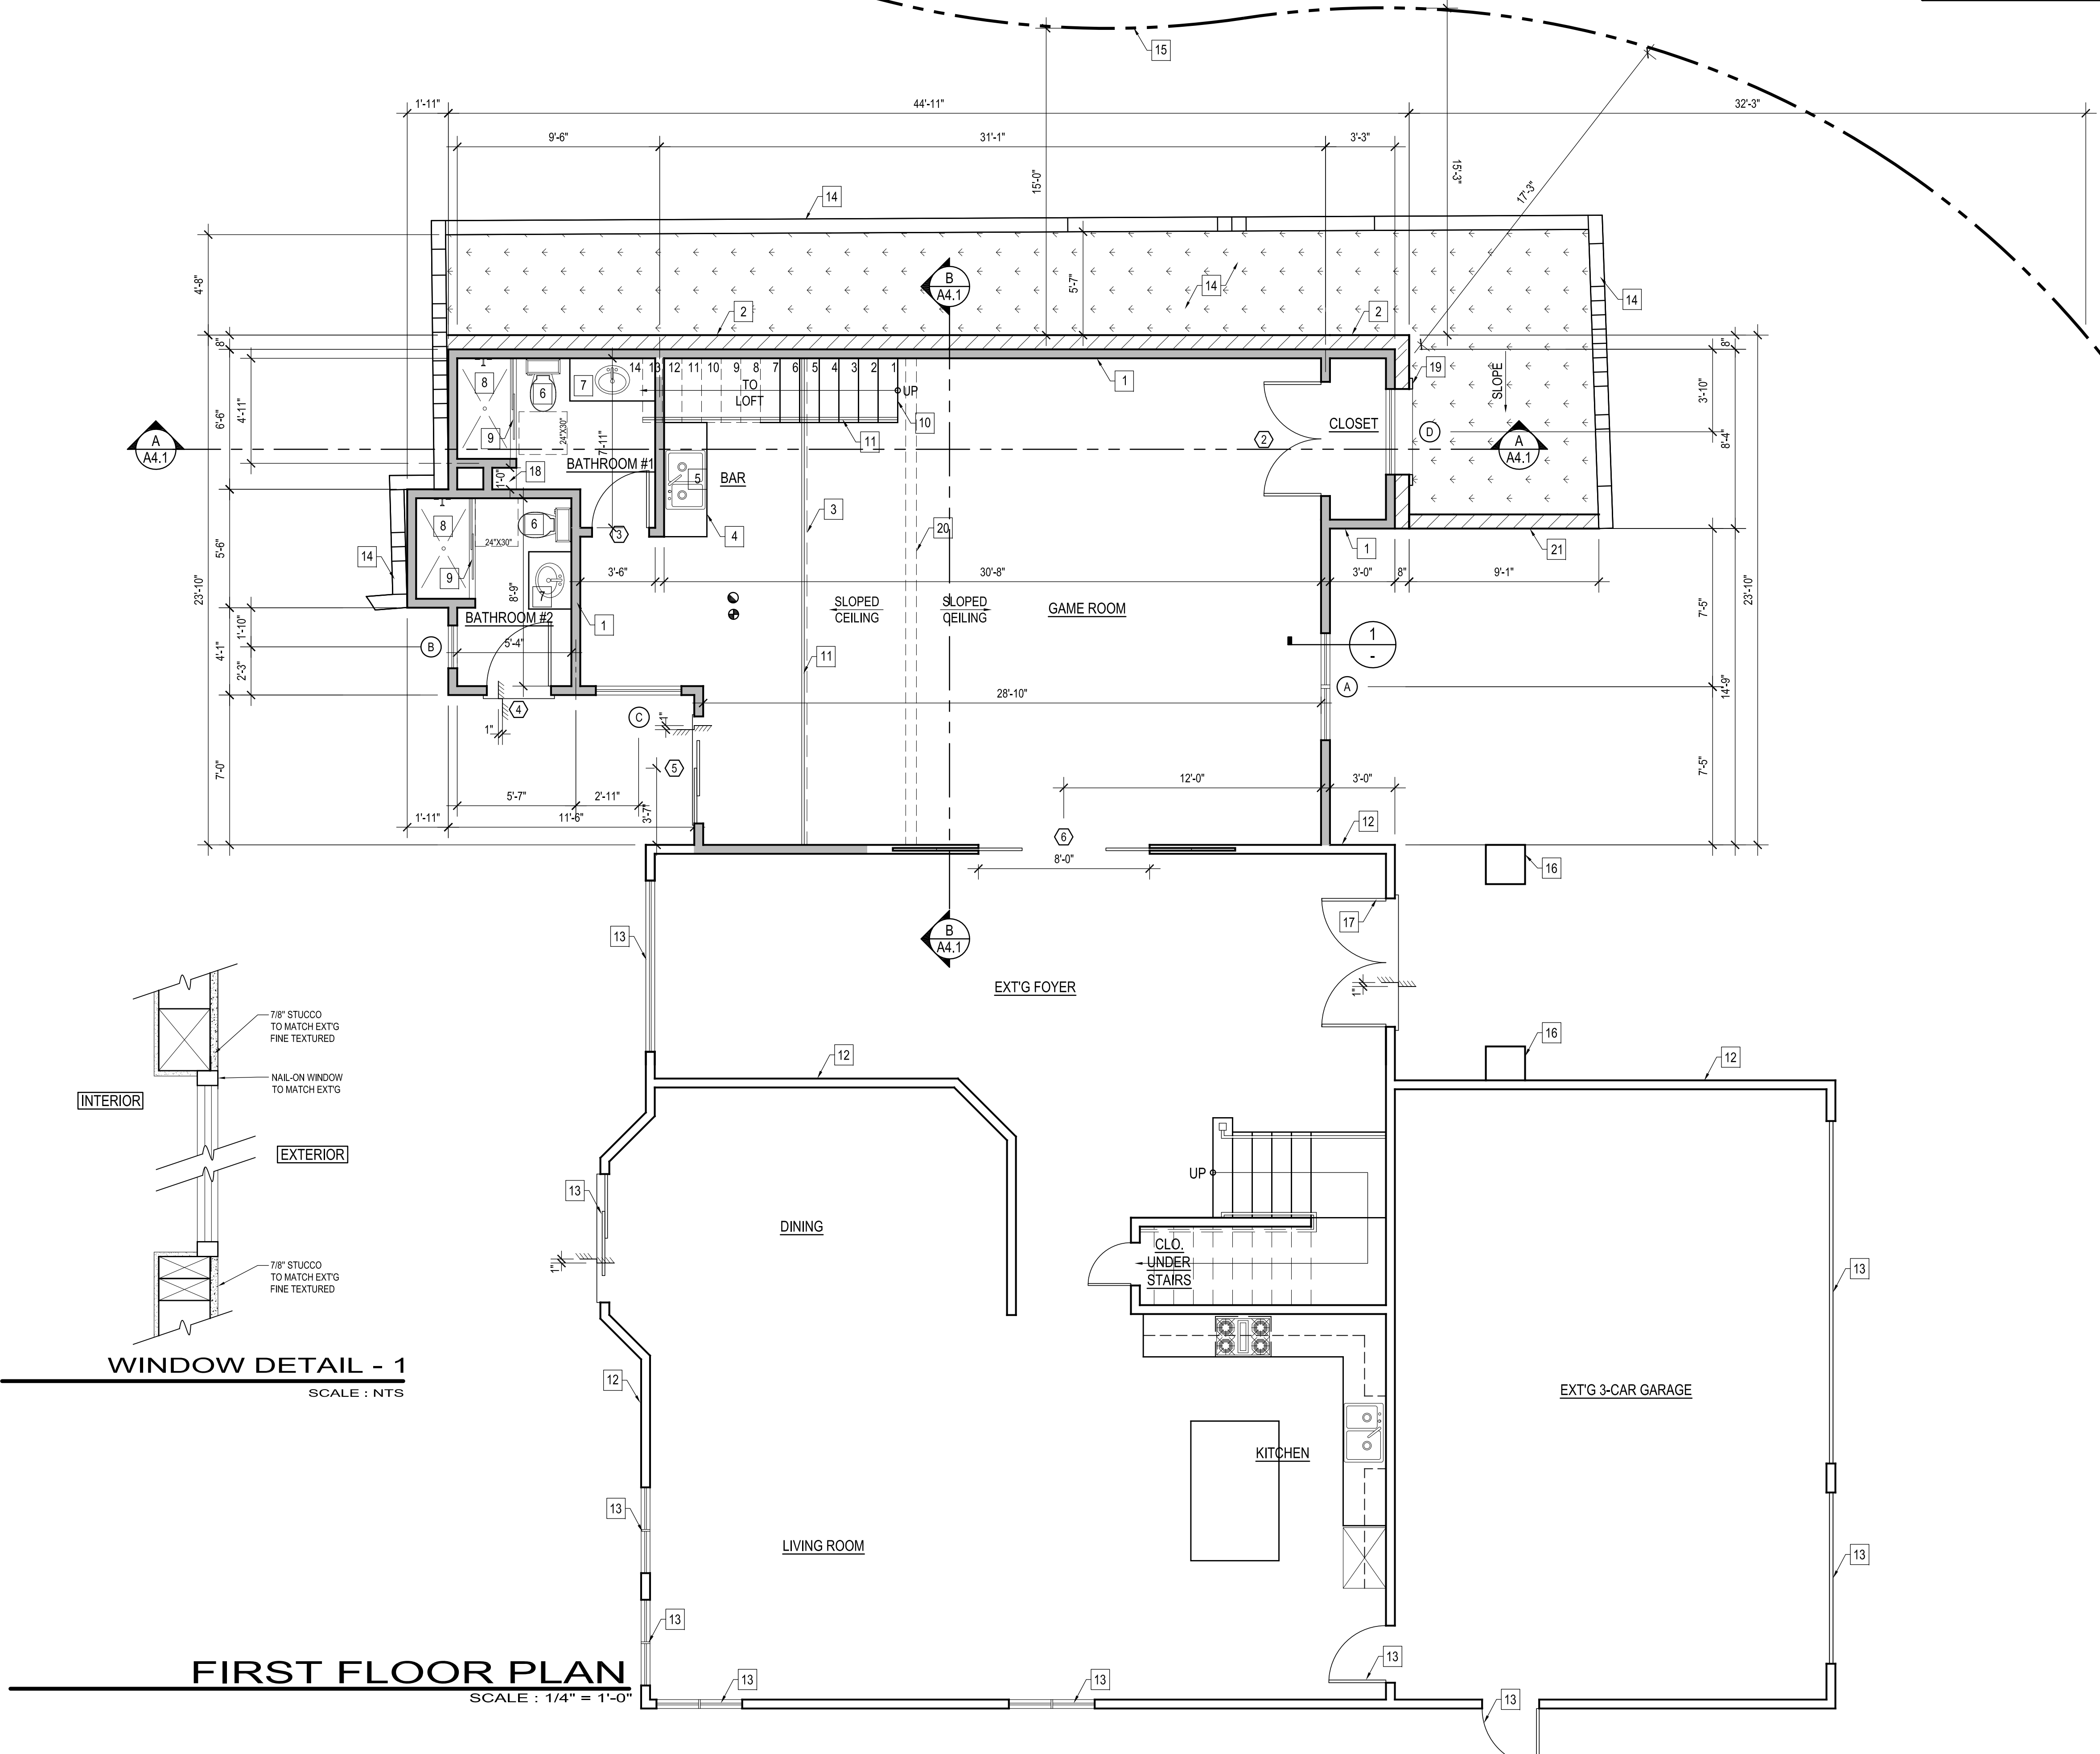 15
1'-11"
44'-11"
32'-3"
9'-6"
31'-1"
3'-3"
15'-0"
15'-3"
17'-3"
14
4'-8"
B
A4.1
5'-7"
14
14
2
2
8"
8"
14 13 12 11 10 9 8 7 6 5 4 3 2 1
TO
LOFT
UP
10
11
1
19
SLOPE
3'-10"
8'-4"
8
6
7
9
24"X30"
7'-11"
4'-11"
6'-6"
A
A4.1
CLOSET
2
D
A
A4.1
BATHROOM #1
BAR
5
18
1'-0"
8
6
24"X30"
3
3
4
20
1
21
14
9
7
8'-9"
5'-6"
23'-10"
3'-6"
30'-8"
3'-0"
8"
9'-1"
23'-10"
SLOPED
CEILING
SLOPED
CEILING
GAME ROOM
BATHROOM #2
1
7'-5"
1'-10"
4'-1"
2'-3"
B
5'-4"
1
-
11
A
14'-9"
28'-10"
4
C
1"
1"
5
7'-0"
12'-0"
3'-0"
7'-5"
5'-7"
2'-11"
3'-7"
1'-11"
11'-6"
12
6
8'-0"
16
17
13
B
A4.1
EXT'G FOYER
1"
16
12
12
7/8" STUCCO
TO MATCH EXT'G
FINE TEXTURED
NAIL-ON WINDOW
TO MATCH EXT'G
INTERIOR
EXTERIOR
7/8" STUCCO
TO MATCH EXT'G
FINE TEXTURED
WINDOW DETAIL - 1
SCALE : NTS
UP
13
DINING
1"
CLO.
UNDER
STAIRS
13
12
EXT'G 3-CAR GARAGE
KITCHEN
13
LIVING ROOM
13
13
13
13
13
13
FIRST FLOOR PLAN
SCALE : 1/4" = 1'-0"